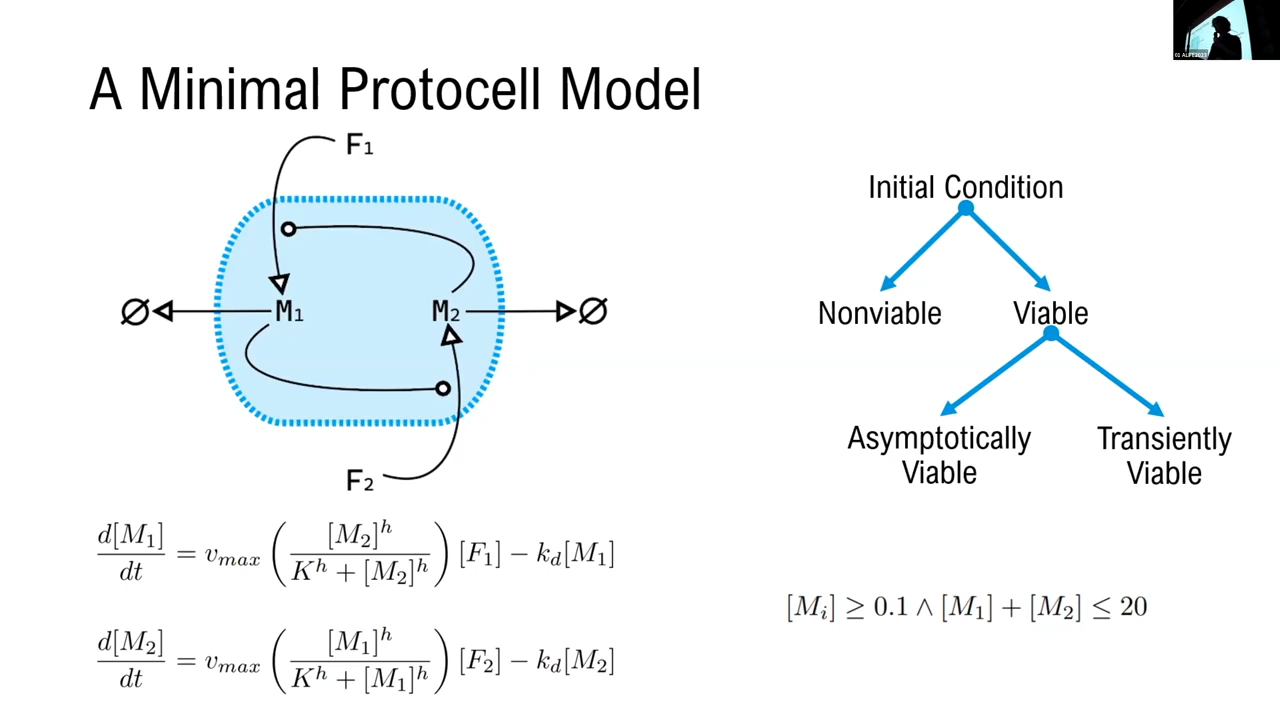 A Minimal Protocell Model
F₁
M₁
M₂
∅
∅
F₂
Initial Condition
Nonviable
Viable
Asymptotically
Viable
Transiently
Viable
d[M₁]/dt = v_max ( [M₂]^h / (K^h + [M₂]^h) ) [F₁] − k_d[M₁]
d[M₂]/dt = v_max ( [M₁]^h / (K^h + [M₁]^h) ) [F₂] − k_d[M₂]
[M_i] ≥ 0.1 ∧ [M₁] + [M₂] ≤ 20